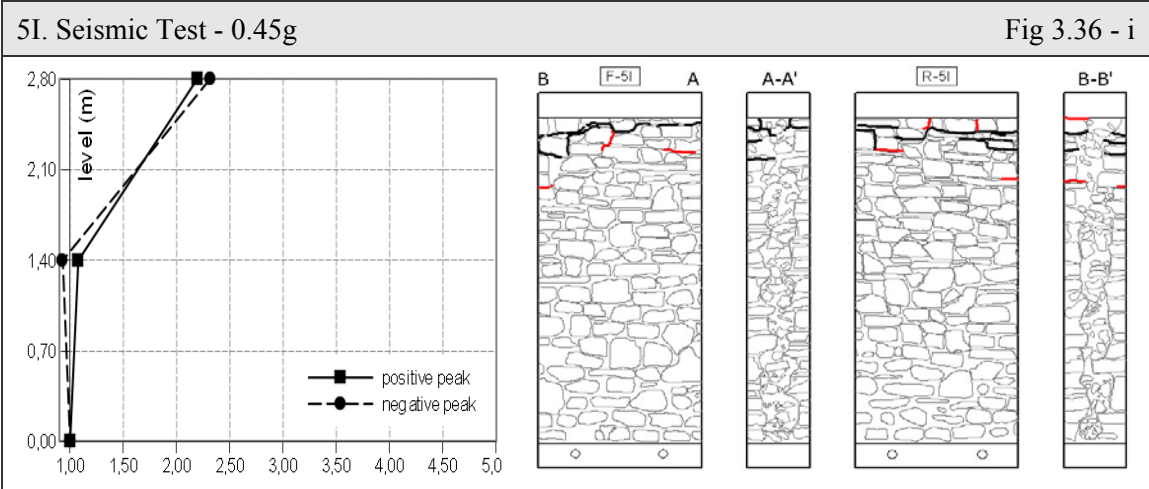 5I. Seismic Test - 0.45g Fig 3.36 - i
2,80
2,10
1,40
0,70
0,00
lev el (m)
positive peak
negative peak
1,00 1,50 2,00 2,50 3,00 3,50 4,00 4,50 5,0
B F-5I A
A-A'
R-5I
B-B'